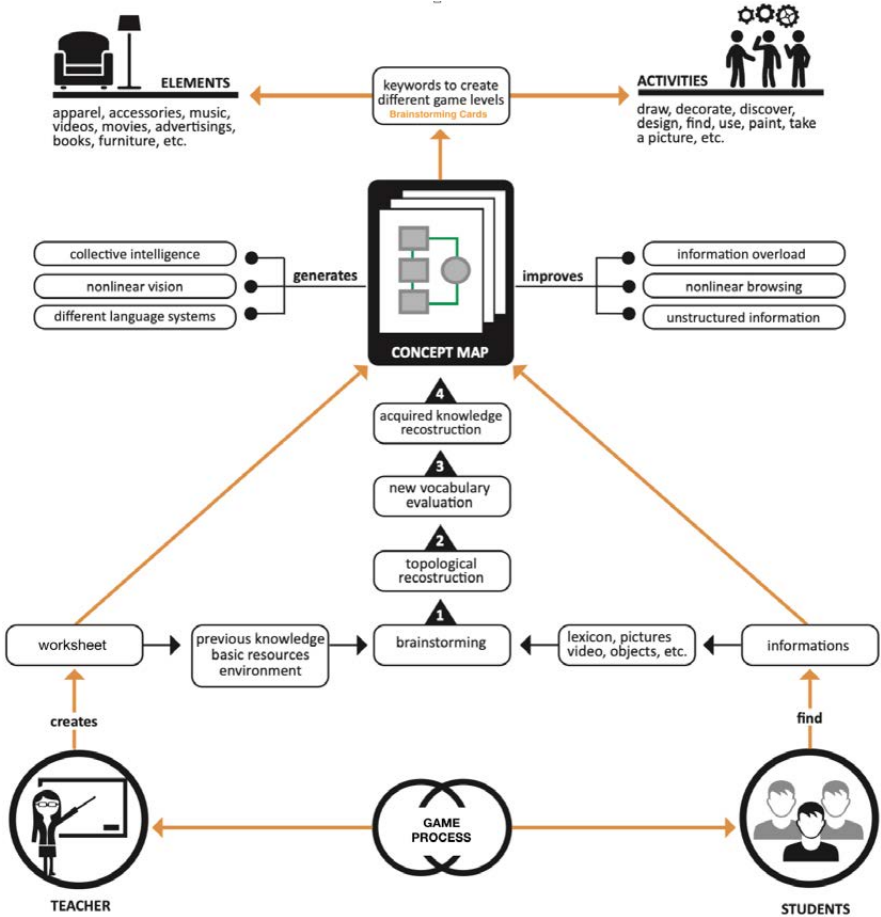 ELEMENTS
apparel, accessories, music,
videos, movies, advertisings,
books, furniture, etc.
keywords to create
different game levels
Brainstorming Cards
ACTIVITIES
draw, decorate, discover,
design, find, use, paint, take
a picture, etc.
collective intelligence
nonlinear vision
different language systems
generates
CONCEPT MAP
improves
information overload
nonlinear browsing
unstructured information
4
acquired knowledge
recostruction
3
new vocabulary
evaluation
2
topological
recostruction
1
brainstorming
worksheet
previous knowledge
basic resources
environment
lexicon, pictures
video, objects, etc.
informations
creates
find
GAME
PROCESS
TEACHER
STUDENTS